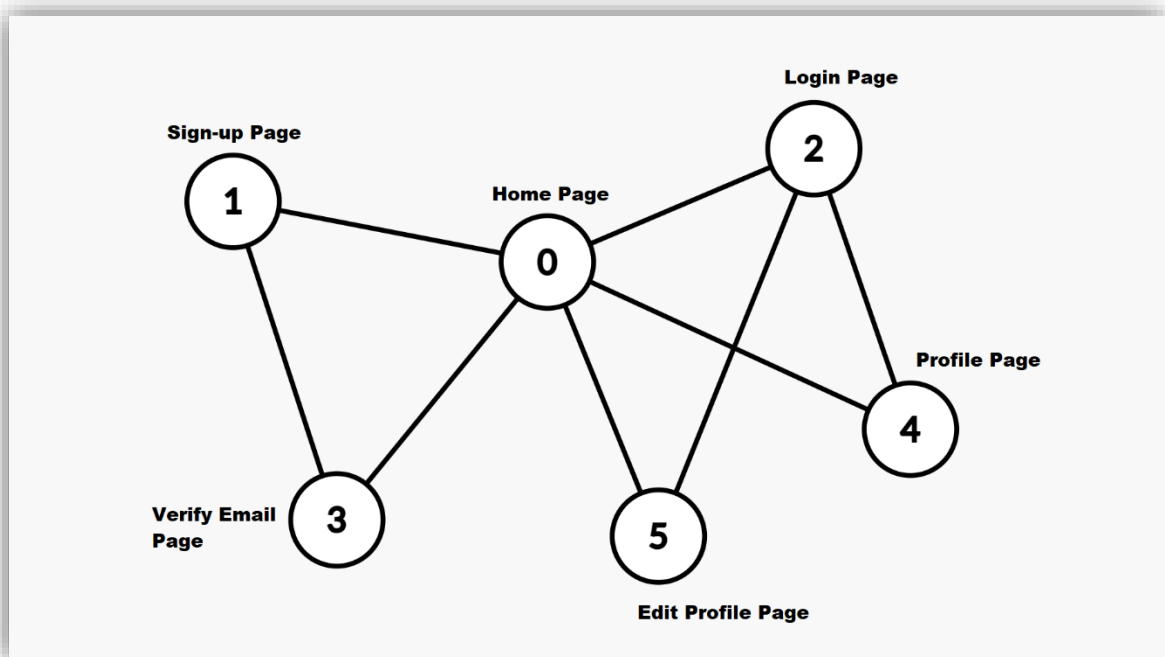 Login Page
2
Sign-up Page
1
Home Page
0
Profile Page
4
Verify Email
Page
3
5
Edit Profile Page